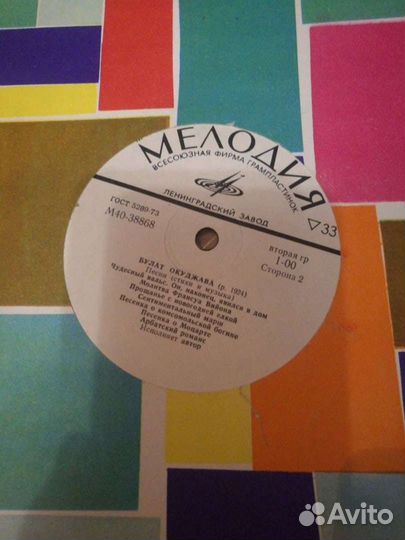 МЕЛОДИЯ
ВСЕСОЮЗНАЯ ФИРМА ГРАМПЛАСТИНОК
ЛЕНИНГРАДСКИЙ ЗАВОД
▽33
ГОСТ 5289-73
М40-38868
вторая гр
1-00
Сторона 2
БУЛАТ ОКУДЖАВА (р. 1924)
Песни (стихи и музыка)
Чудесный вальс. Он, наконец, явился в дом
Молитва Франсуа Вийона
Прощанье с новогодней елкой
Сентиментальный марш
Песенка о комсомольской богине
Песенка о Моцарте
Арбатский романс
Исполняет автор
Avito